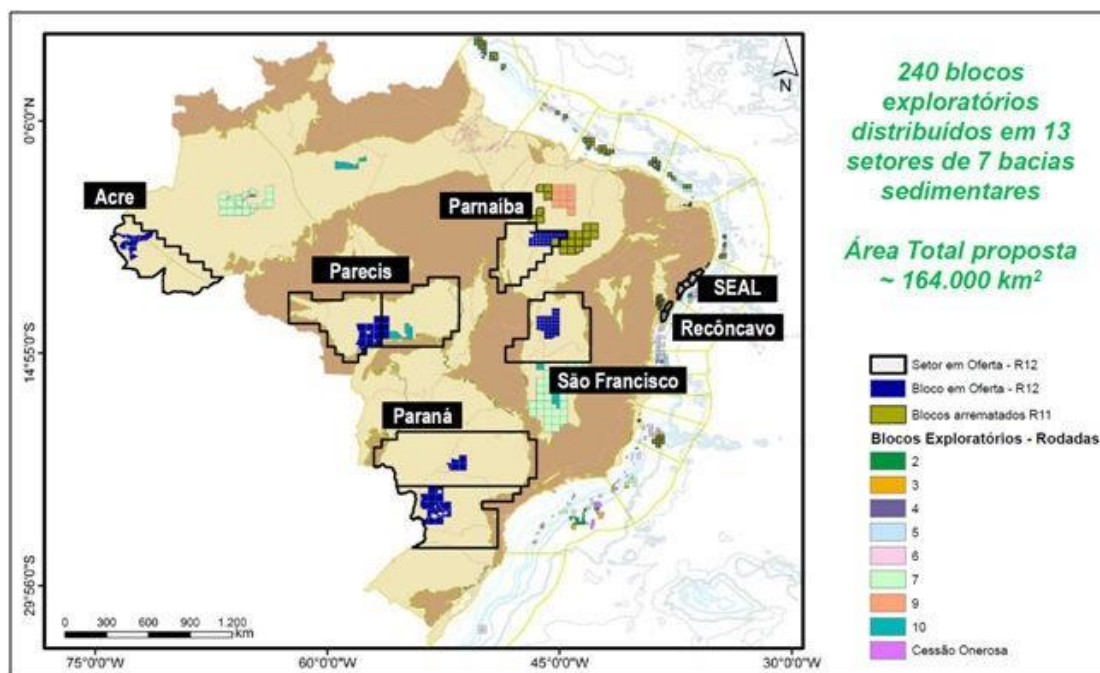 240 blocos
exploratórios
distribuídos em 13
setores de 7 bacias
sedimentares
Área Total proposta
~ 164.000 km²
N
Acre
Parnaíba
Parecis
SEAL
Recôncavo
São Francisco
Paraná
0°6'0"N
14°55'0"S
29°56'0"S
0 300 600 900 1.200
km
75°0'0"W 60°0'0"W 45°0'0"W 30°0'0"W
Setor em Oferta - R12
Bloco em Oferta - R12
Blocos arrematados R11
Blocos Exploratórios - Rodadas
2
3
4
5
6
7
9
10
Cessão Onerosa